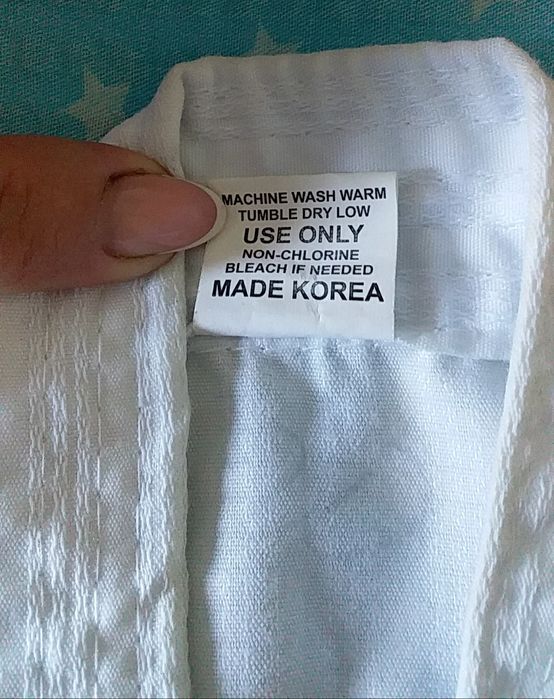 MACHINE WASH WARM
TUMBLE DRY LOW
USE ONLY
NON-CHLORINE
BLEACH IF NEEDED
MADE KOREA